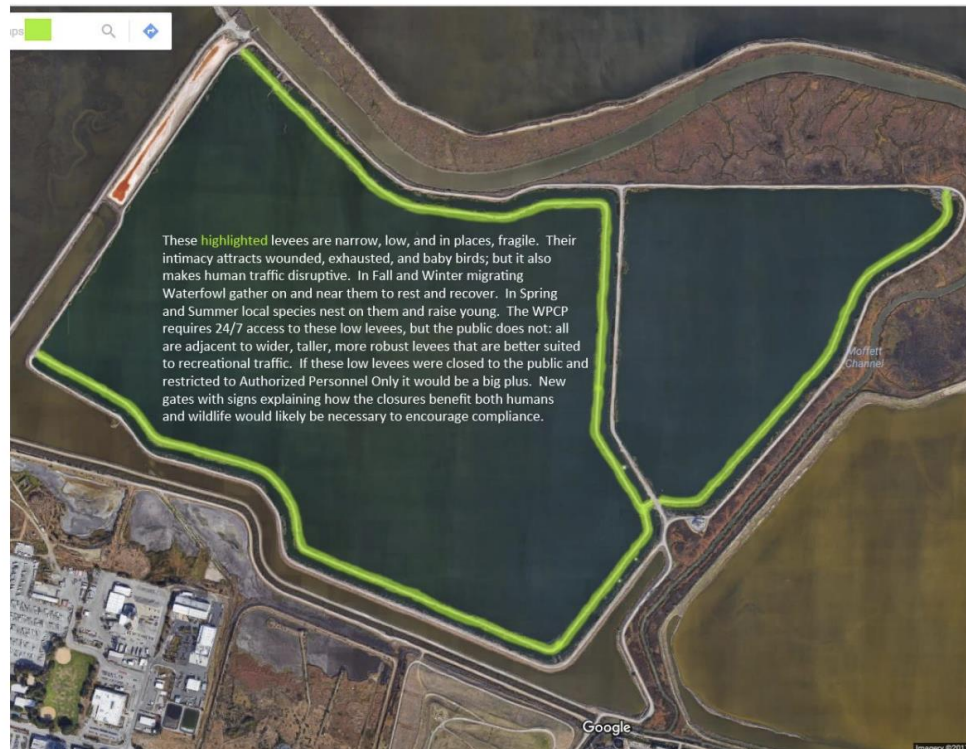 ps
These highlighted levees are narrow, low, and in places, fragile. Their
intimacy attracts wounded, exhausted, and baby birds; but it also
makes human traffic disruptive. In Fall and Winter migrating
Waterfowl gather on and near them to rest and recover. In Spring
and Summer local species nest on them and raise young. The WPCP
requires 24/7 access to these low levees, but the public does not: all
are adjacent to wider, taller, more robust levees that are better suited
to recreational traffic. If these low levees were closed to the public and
restricted to Authorized Personnel Only it would be a big plus. New
gates with signs explaining how the closures benefit both humans
and wildlife would likely be necessary to encourage compliance.
Moffett
Channel
Google
Imagery ©201